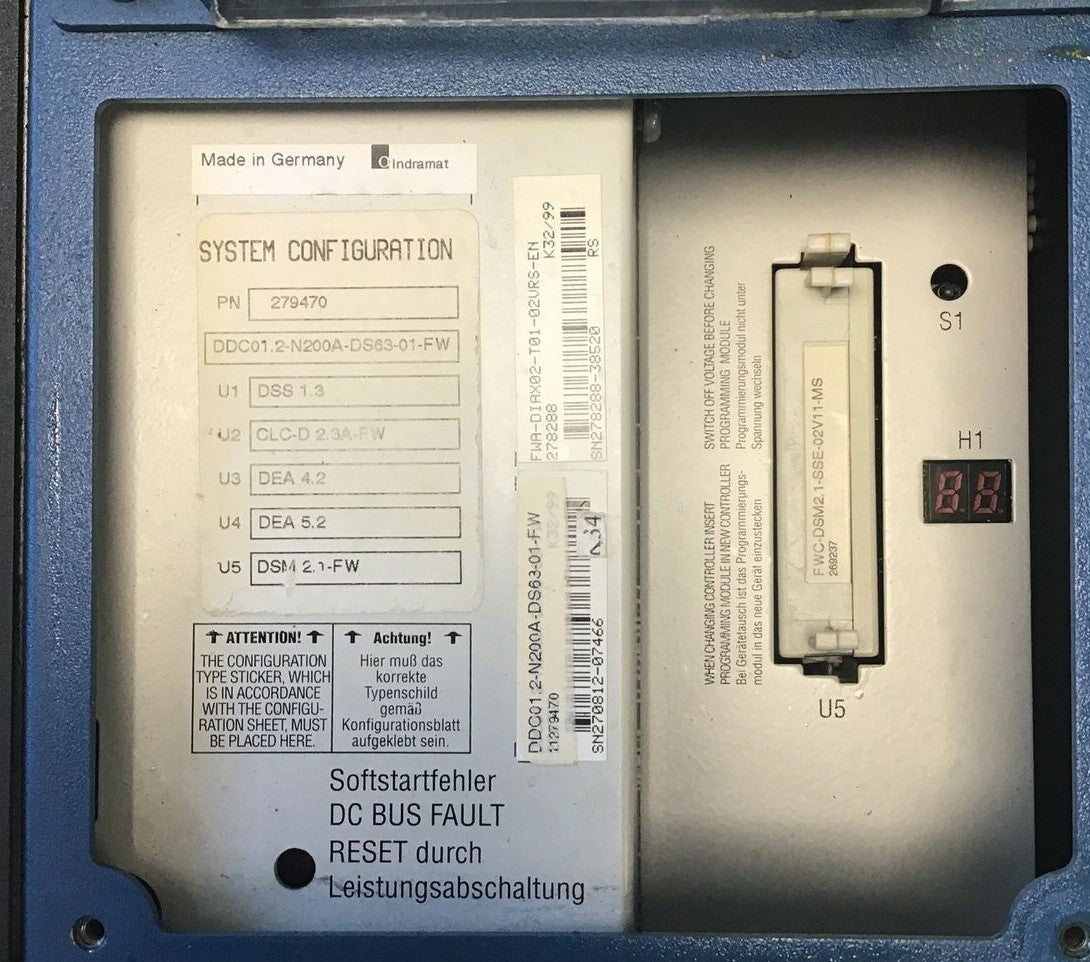 Made in Germany
Indramat
SYSTEM CONFIGURATION
PN 279470
DDC01.2-N200A-DS63-01-FW
U1 DSS 1.3
U2 CLC-D 2.3A-FW
U3 DEA 4.2
U4 DEA 5.2
U5 DSM 2.1-FW
ATTENTION!
THE CONFIGURATION
TYPE STICKER, WHICH
IS IN ACCORDANCE
WITH THE CONFIGU-
RATION SHEET, MUST
BE PLACED HERE.
Achtung!
Hier muß das
korrekte
Typenschild
gemäß
Konfigurationsblatt
aufgeklebt sein.
Softstartfehler
DC BUS FAULT
RESET durch
Leistungsabschaltung
FWA-DIAX02-T01-02VRS-EN
278288 K32/99
SN278288-38520 RS
DDC01.2-N200A-DS63-01-FW
11279470 K32/99
SN270812-07466
SWITCH OFF VOLTAGE BEFORE CHANGING
PROGRAMMING MODULE
Programmierungsmodul nicht unter
Spannung wechseln
WHEN CHANGING CONTROLLER INSERT
PROGRAMMING MODULE IN NEW CONTROLLER
Bei Gerätetausch ist das Programmierungs-
modul in das neue Gerät einzustecken
FWC-DSM2.1-SSE-02V11-MS
269237
U5
S1
H1